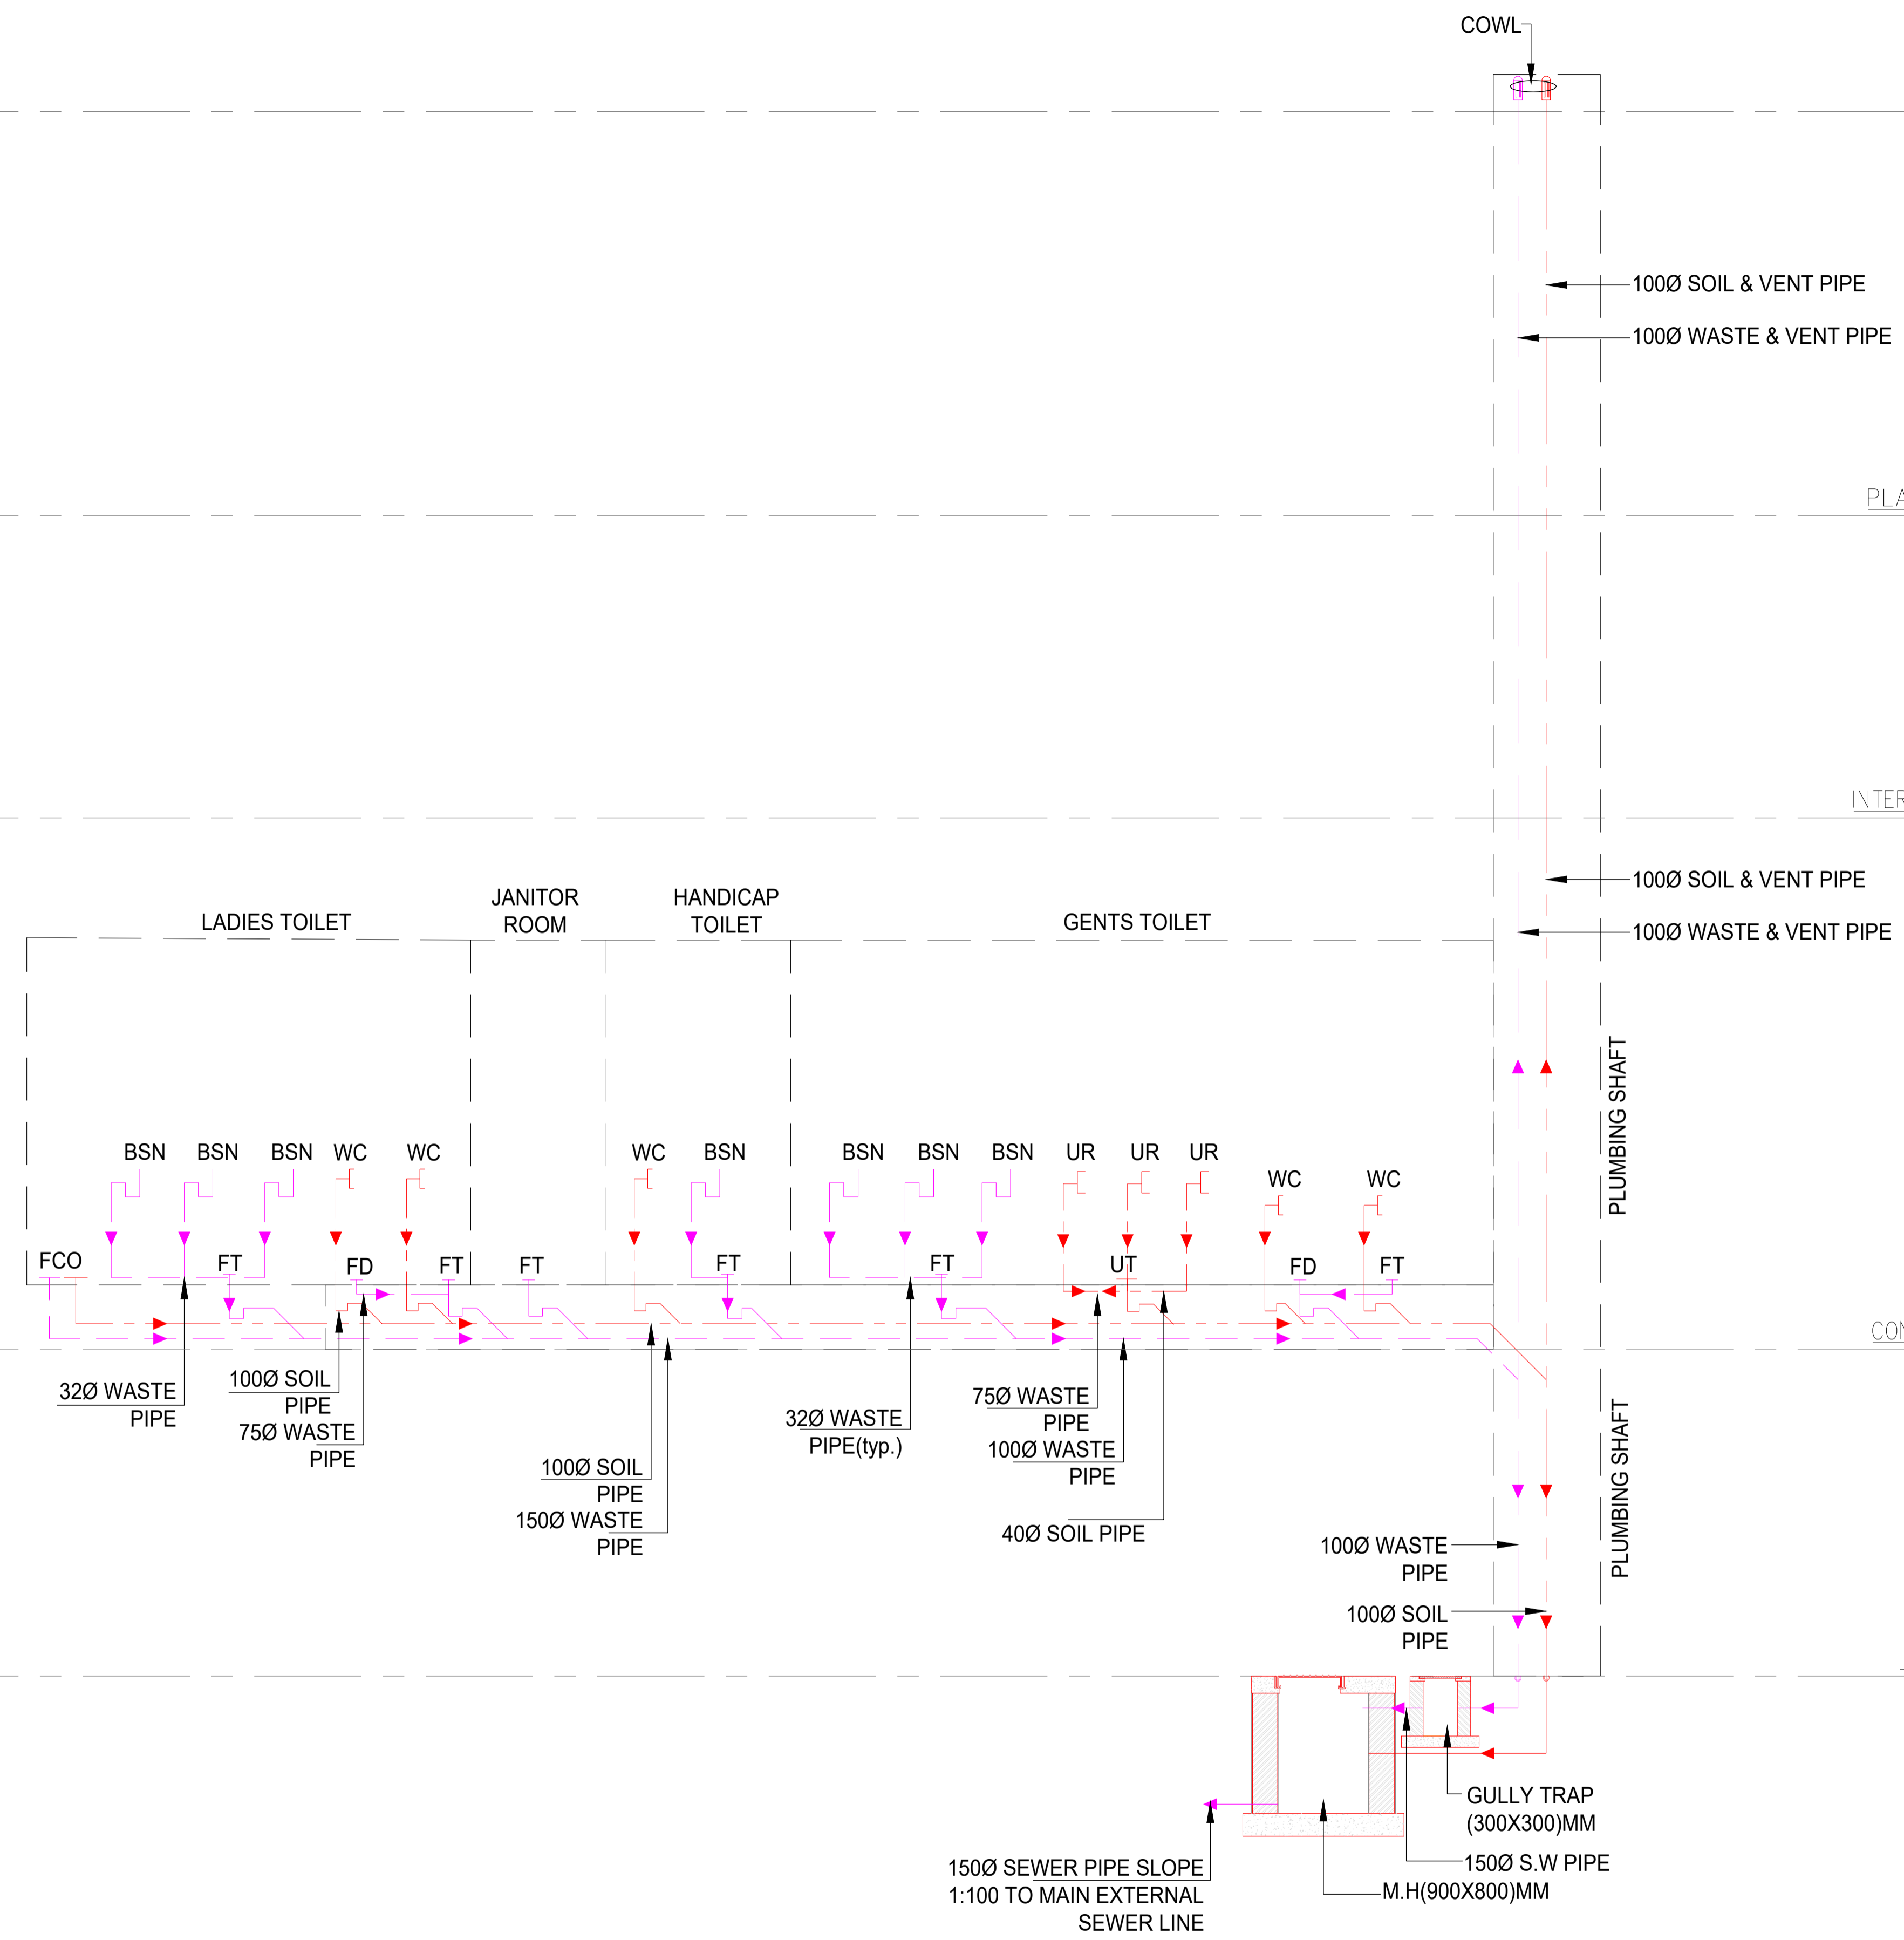 COWL
100Ø SOIL & VENT PIPE
100Ø WASTE & VENT PIPE
100Ø SOIL & VENT PIPE
100Ø WASTE & VENT PIPE
LADIES TOILET
JANITOR
ROOM
HANDICAP
TOILET
GENTS TOILET
PLUMBING SHAFT
BSN
BSN
BSN
WC
WC
WC
BSN
BSN
BSN
BSN
UR
UR
UR
WC
WC
FCO
FT
FD
FT
FT
FT
FT
UT
FD
FT
32Ø WASTE
PIPE
100Ø SOIL
PIPE
75Ø WASTE
PIPE
100Ø SOIL
PIPE
150Ø WASTE
PIPE
32Ø WASTE
PIPE(typ.)
75Ø WASTE
PIPE
100Ø WASTE
PIPE
40Ø SOIL PIPE
PLUMBING SHAFT
100Ø WASTE
PIPE
100Ø SOIL
PIPE
GULLY TRAP
(300X300)MM
150Ø S.W PIPE
M.H(900X800)MM
150Ø SEWER PIPE SLOPE
1:100 TO MAIN EXTERNAL
SEWER LINE